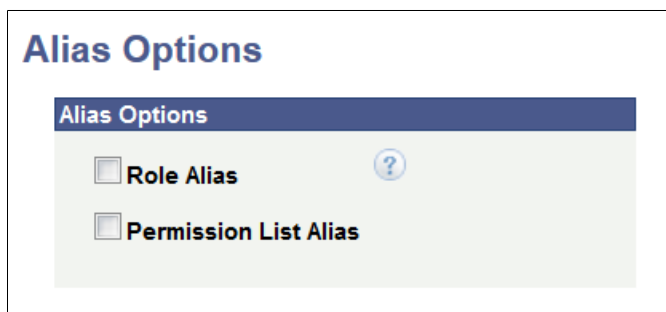 Alias Options
Alias Options
Role Alias ?
Permission List Alias